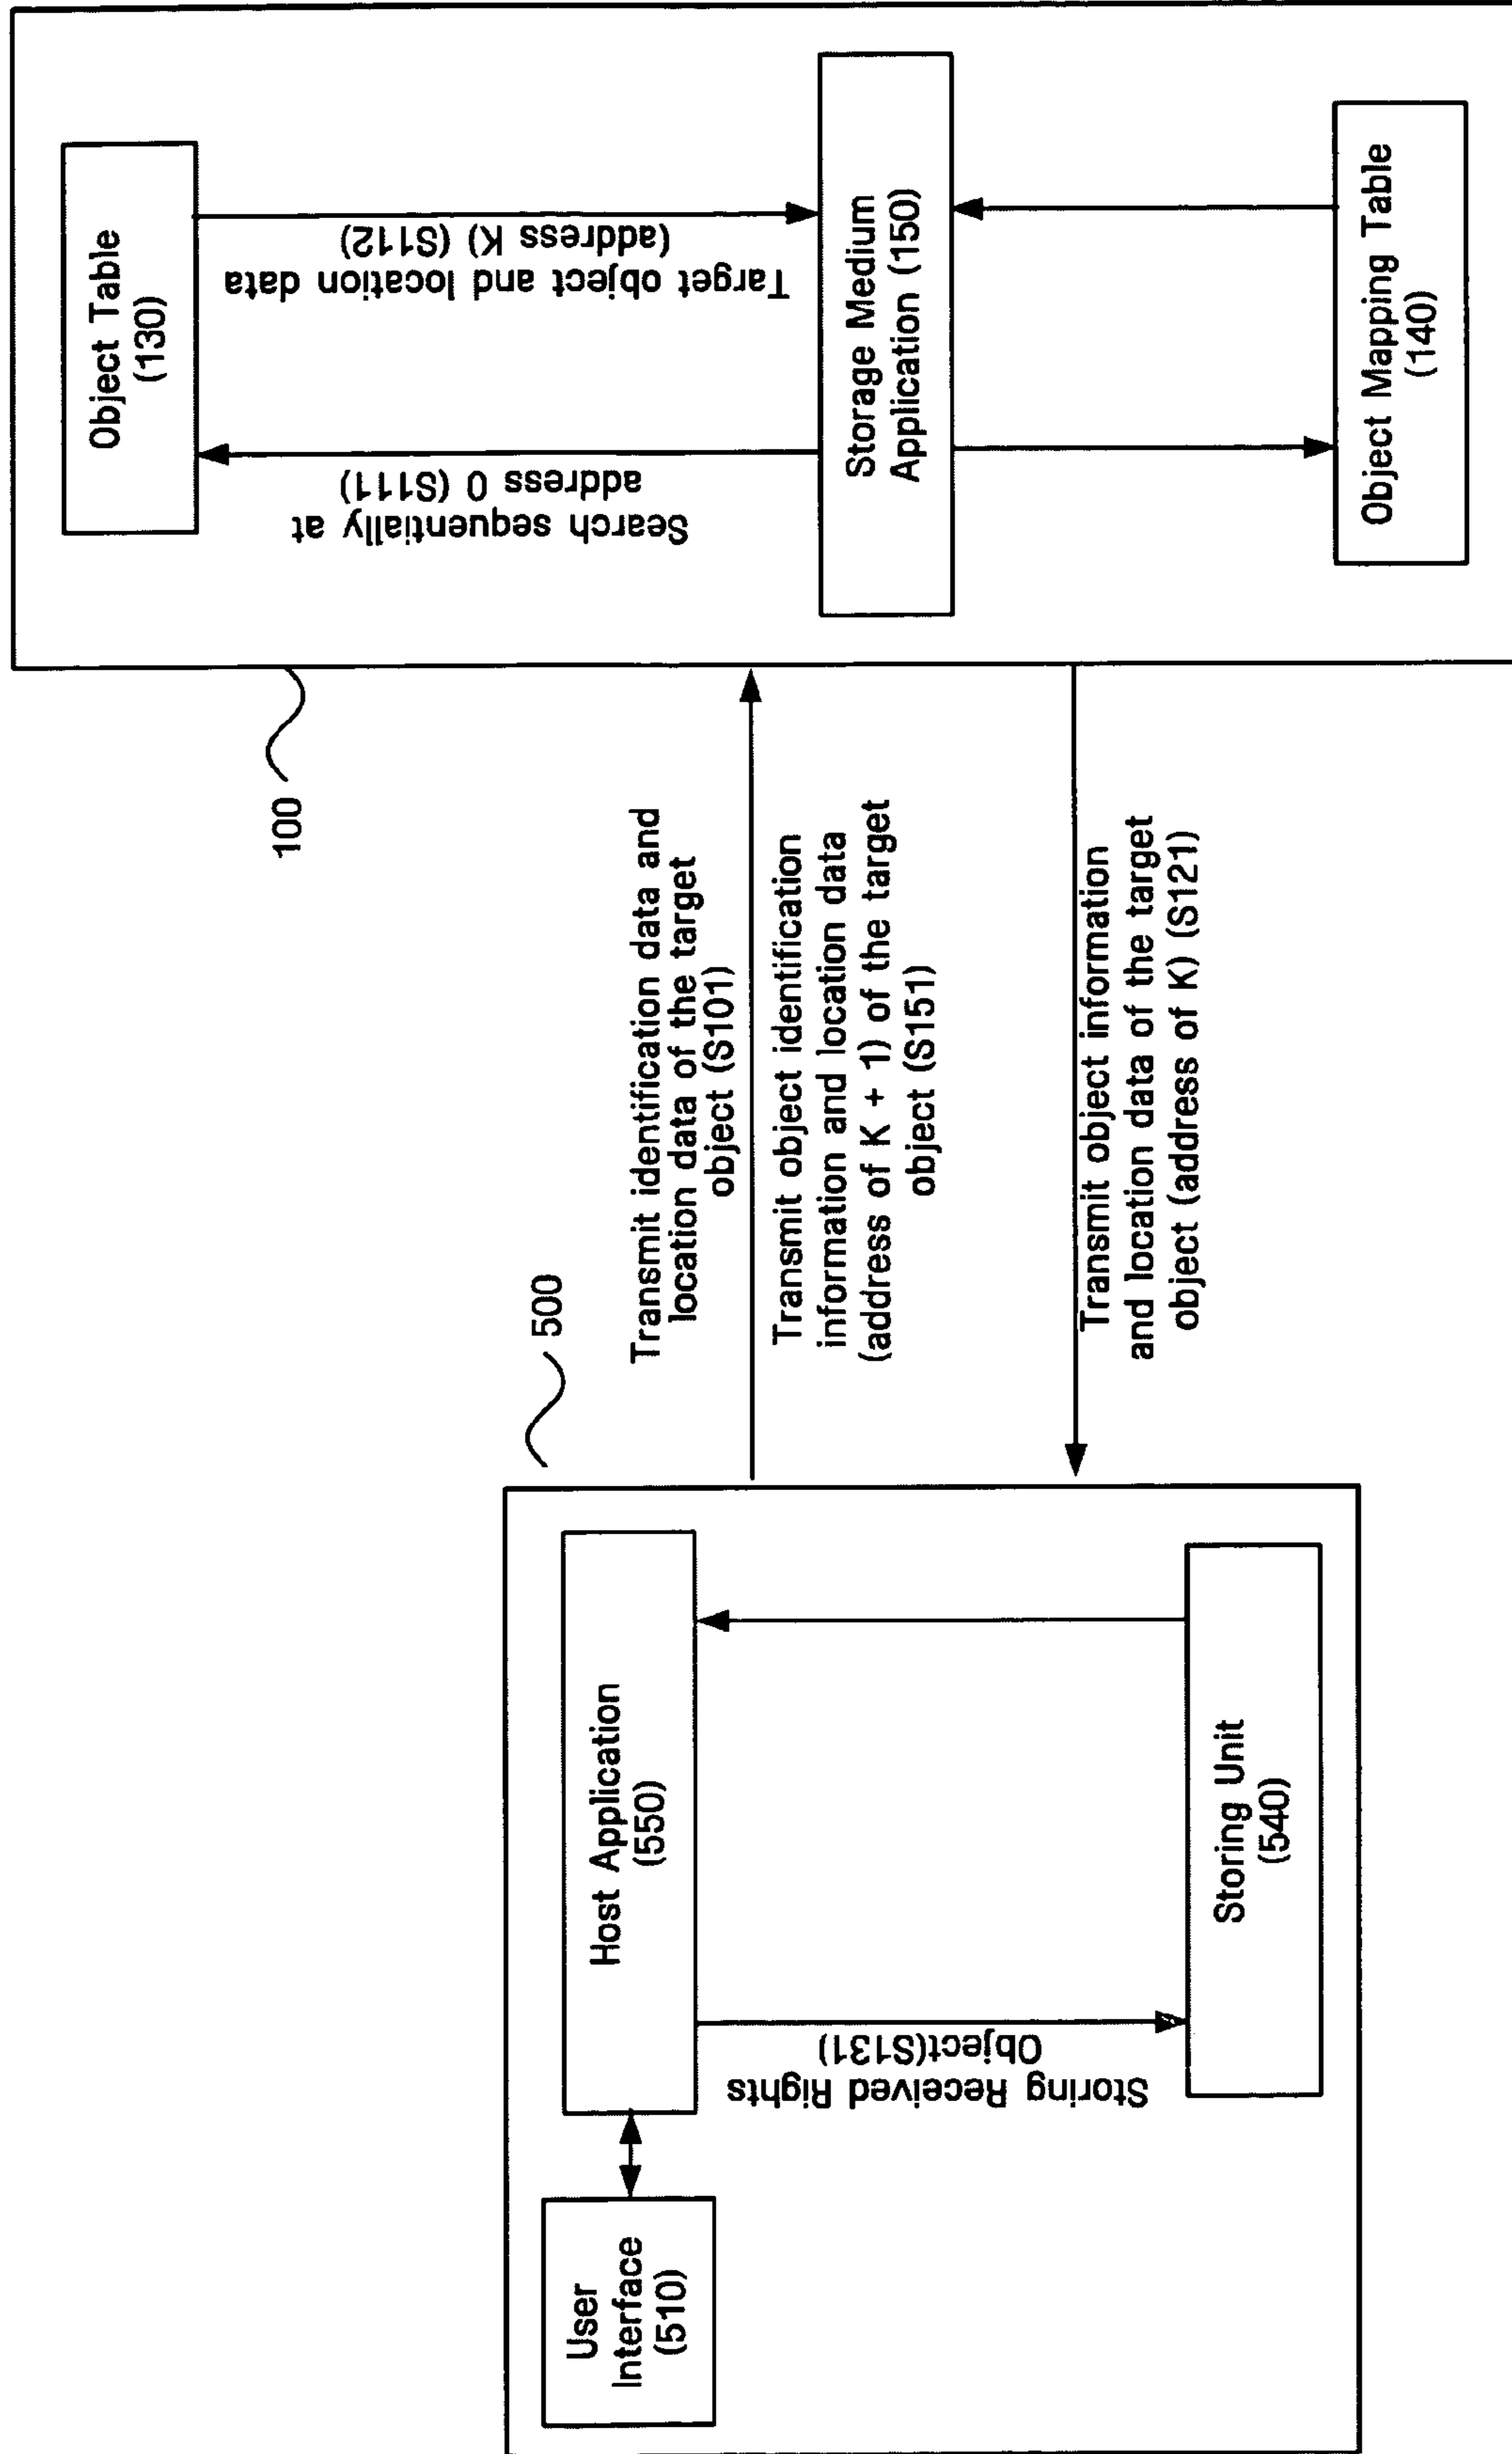 500
User
Interface
(510)
Host Application
(550)
Storing Received Rights
Object(S131)
Storing Unit
(540)
Transmit identification data and
location data of the target
object (S101)
Transmit object identification
information and location data
(address of K + 1) of the target
object (S151)
Transmit object information
and location data of the target
object (address of K) (S121)
100
Object Table
(130)
Search sequentially at
address 0 (S111)
Target object and location data
(address K) (S112)
Storage Medium
Application (150)
Object Mapping Table
(140)